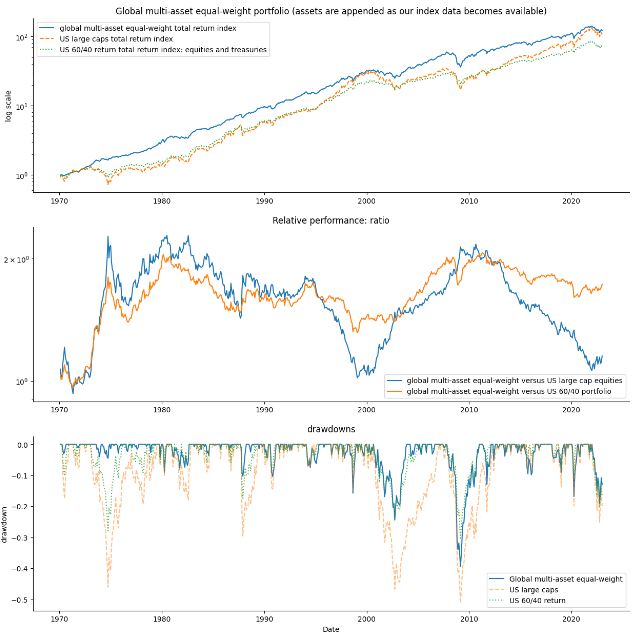 Global multi-asset equal-weight portfolio (assets are appended as our index data becomes available)
global multi-asset equal-weight total return index
US large caps total return index
US 60/40 return total return index: equities and treasuries
log scale
10²
10¹
10⁰
1970 1980 1990 2000 2010 2020
Relative performance: ratio
2 × 10⁰
10⁰
global multi-asset equal-weight versus US large cap equities
global multi-asset equal-weight versus US 60/40 portfolio
1970 1980 1990 2000 2010 2020
drawdowns
drawdown
0.0
−0.1
−0.2
−0.3
−0.4
−0.5
Global multi-asset equal-weight
US large caps
US 60/40 return
1970 1980 1990 2000 2010 2020
Date